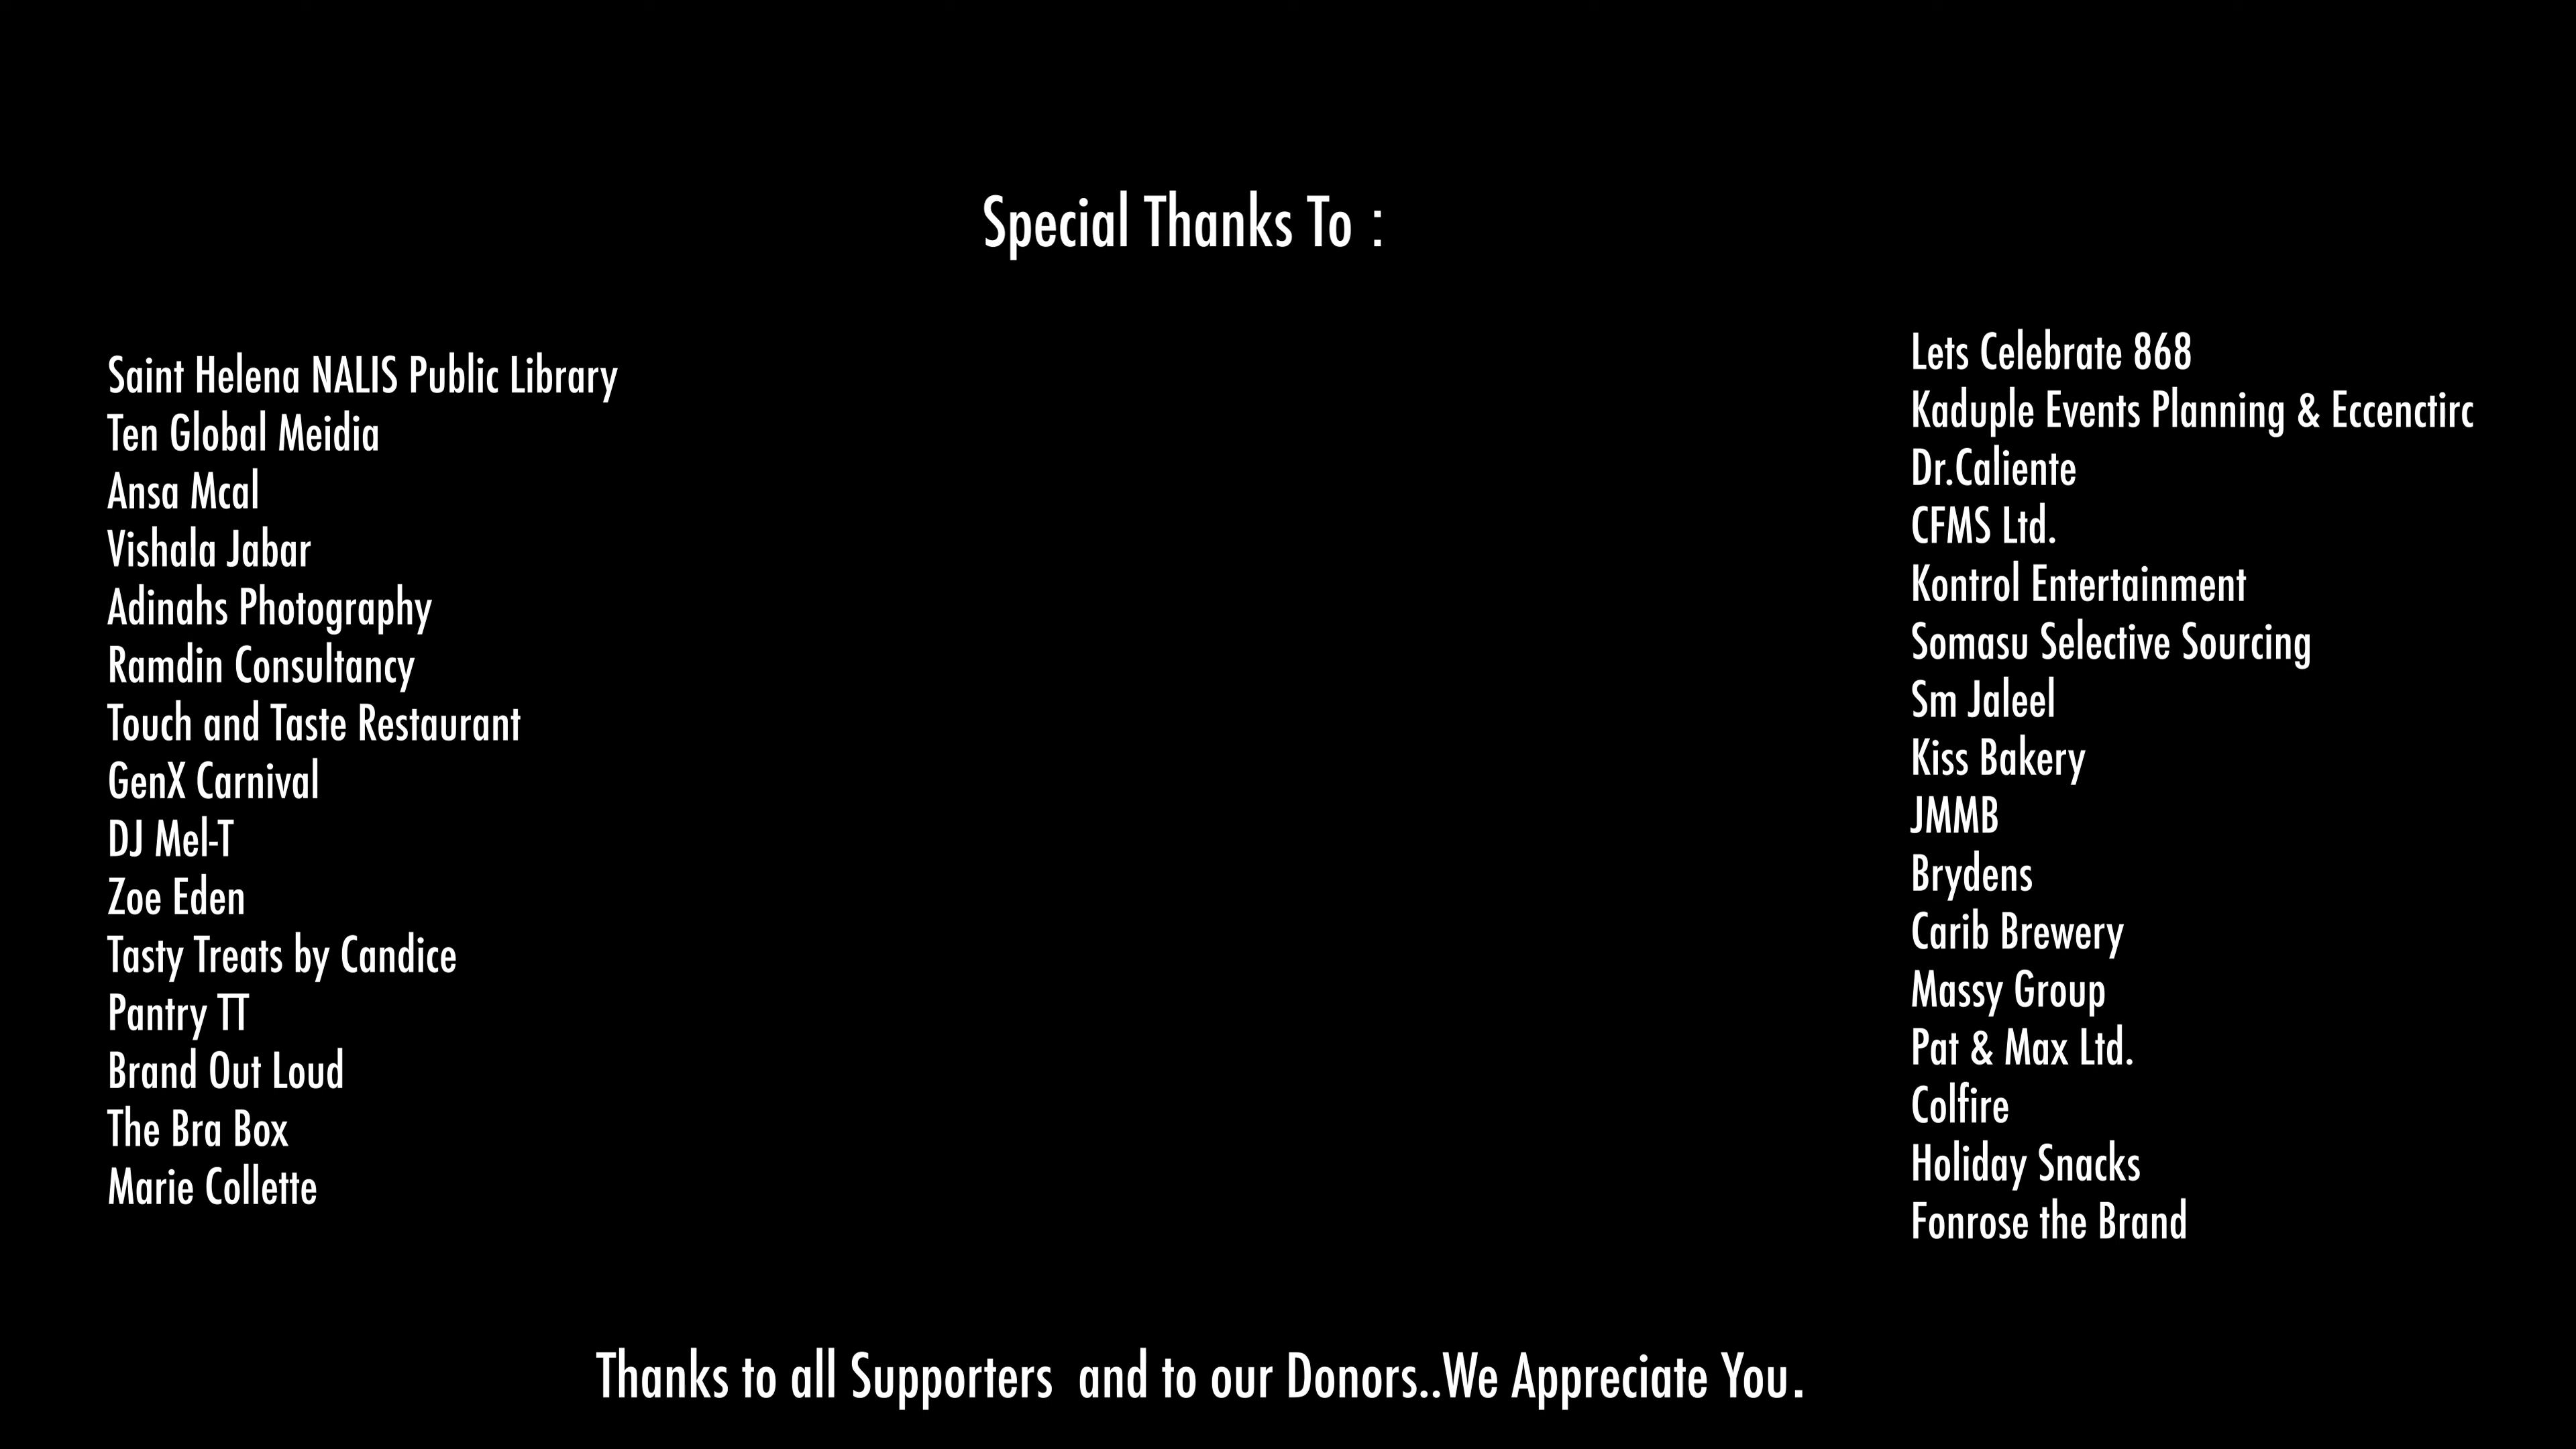 Special Thanks To :
Saint Helena NALIS Public Library
Ten Global Meidia
Ansa Mcal
Vishala Jabar
Adinahs Photography
Ramdin Consultancy
Touch and Taste Restaurant
GenX Carnival
DJ Mel-T
Zoe Eden
Tasty Treats by Candice
Pantry TT
Brand Out Loud
The Bra Box
Marie Collette
Lets Celebrate 868
Kaduple Events Planning & Eccenctirc
Dr.Caliente
CFMS Ltd.
Kontrol Entertainment
Somasu Selective Sourcing
Sm Jaleel
Kiss Bakery
JMMB
Brydens
Carib Brewery
Massy Group
Pat & Max Ltd.
Colfire
Holiday Snacks
Fonrose the Brand
Thanks to all Supporters  and to our Donors..We Appreciate You.